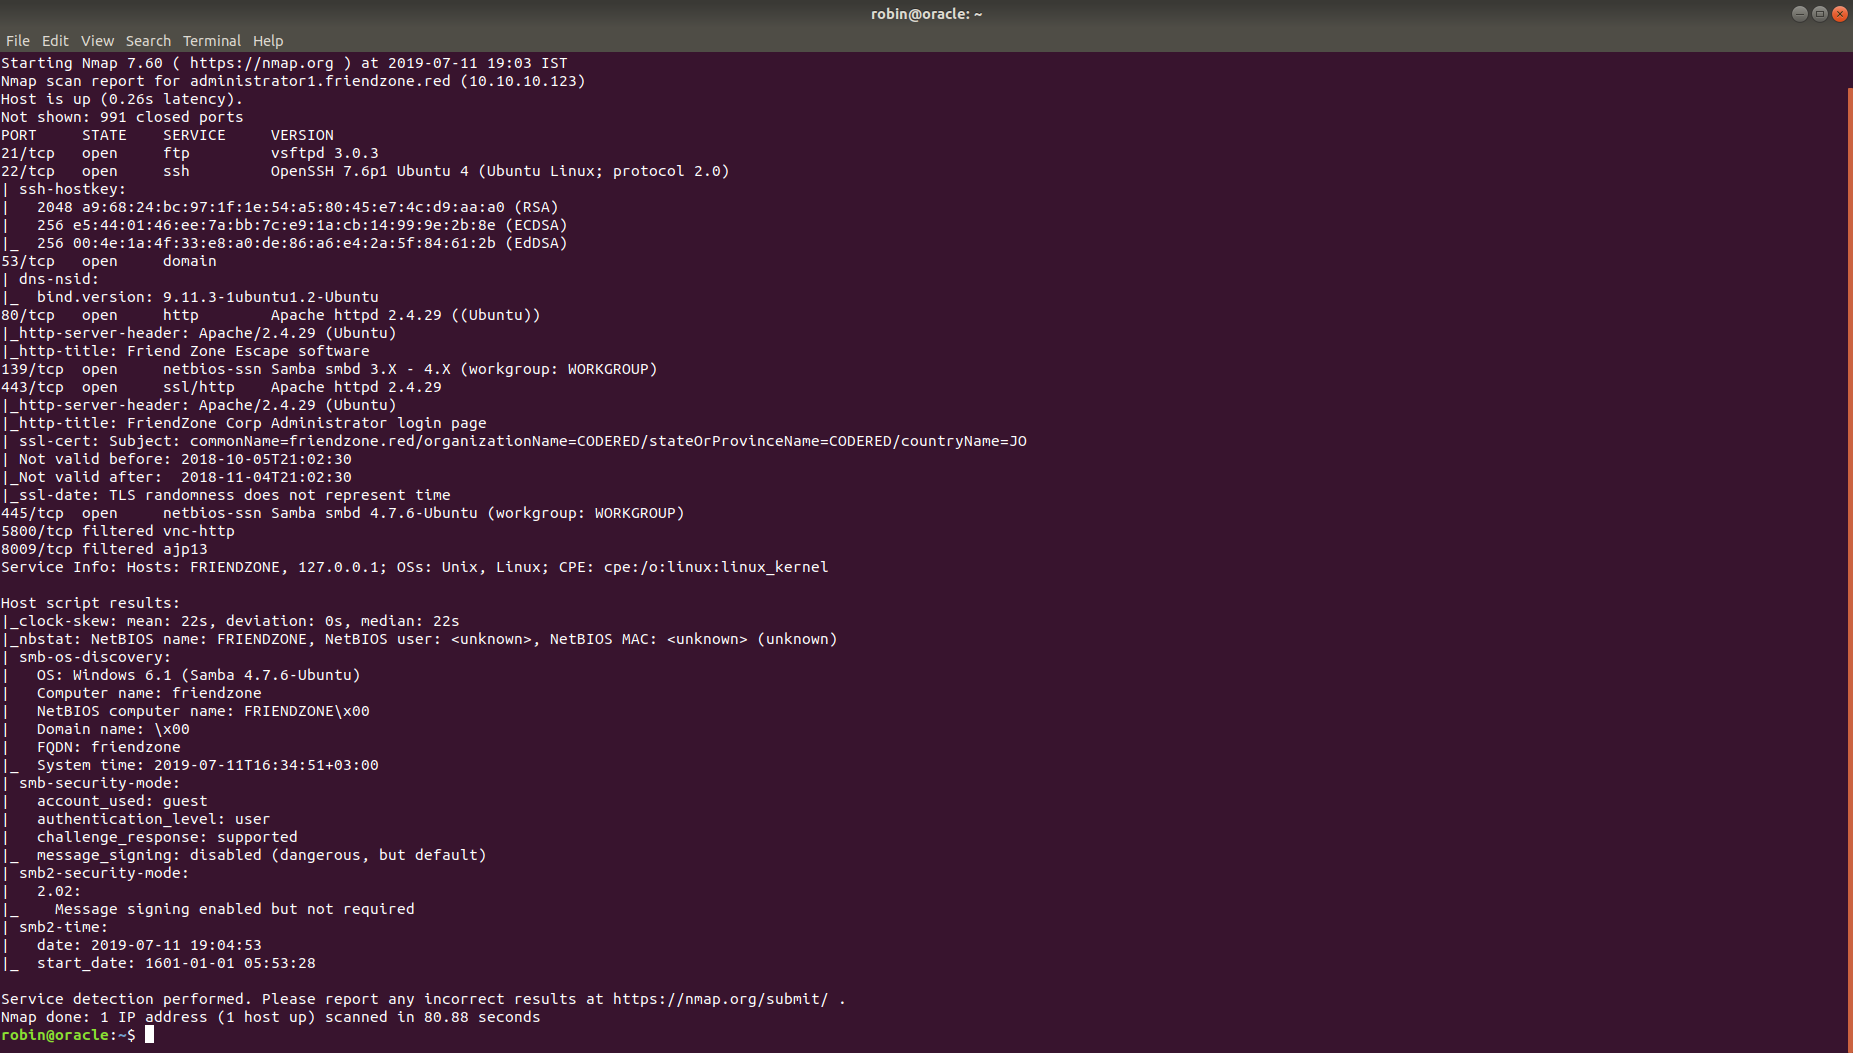 robin@oracle: ~
File Edit View Search Terminal Help
Starting Nmap 7.60 ( https://nmap.org ) at 2019-07-11 19:03 IST
Nmap scan report for administrator1.friendzone.red (10.10.10.123)
Host is up (0.26s latency).
Not shown: 991 closed ports
PORT     STATE    SERVICE     VERSION
21/tcp   open     ftp         vsftpd 3.0.3
22/tcp   open     ssh         OpenSSH 7.6p1 Ubuntu 4 (Ubuntu Linux; protocol 2.0)
| ssh-hostkey:
|   2048 a9:68:24:bc:97:1f:1e:54:a5:80:45:e7:4c:d9:aa:a0 (RSA)
|   256 e5:44:01:46:ee:7a:bb:7c:e9:1a:cb:14:99:9e:2b:8e (ECDSA)
|_  256 00:4e:1a:4f:33:e8:a0:de:86:a6:e4:2a:5f:84:61:2b (EdDSA)
53/tcp   open     domain
| dns-nsid:
|_  bind.version: 9.11.3-1ubuntu1.2-Ubuntu
80/tcp   open     http        Apache httpd 2.4.29 ((Ubuntu))
|_http-server-header: Apache/2.4.29 (Ubuntu)
|_http-title: Friend Zone Escape software
139/tcp  open     netbios-ssn Samba smbd 3.X - 4.X (workgroup: WORKGROUP)
443/tcp  open     ssl/http    Apache httpd 2.4.29
|_http-server-header: Apache/2.4.29 (Ubuntu)
|_http-title: FriendZone Corp Administrator login page
| ssl-cert: Subject: commonName=friendzone.red/organizationName=CODERED/stateOrProvinceName=CODERED/countryName=JO
| Not valid before: 2018-10-05T21:02:30
|_Not valid after:  2018-11-04T21:02:30
|_ssl-date: TLS randomness does not represent time
445/tcp  open     netbios-ssn Samba smbd 4.7.6-Ubuntu (workgroup: WORKGROUP)
5800/tcp filtered vnc-http
8009/tcp filtered ajp13
Service Info: Hosts: FRIENDZONE, 127.0.0.1; OSs: Unix, Linux; CPE: cpe:/o:linux:linux_kernel
Host script results:
|_clock-skew: mean: 22s, deviation: 0s, median: 22s
|_nbstat: NetBIOS name: FRIENDZONE, NetBIOS user: <unknown>, NetBIOS MAC: <unknown> (unknown)
| smb-os-discovery:
|   OS: Windows 6.1 (Samba 4.7.6-Ubuntu)
|   Computer name: friendzone
|   NetBIOS computer name: FRIENDZONE\x00
|   Domain name: \x00
|   FQDN: friendzone
|_  System time: 2019-07-11T16:34:51+03:00
| smb-security-mode:
|   account_used: guest
|   authentication_level: user
|   challenge_response: supported
|_  message_signing: disabled (dangerous, but default)
| smb2-security-mode:
|   2.02:
|_    Message signing enabled but not required
| smb2-time:
|   date: 2019-07-11 19:04:53
|_  start_date: 1601-01-01 05:53:28
Service detection performed. Please report any incorrect results at https://nmap.org/submit/ .
Nmap done: 1 IP address (1 host up) scanned in 80.88 seconds
robin@oracle:~$